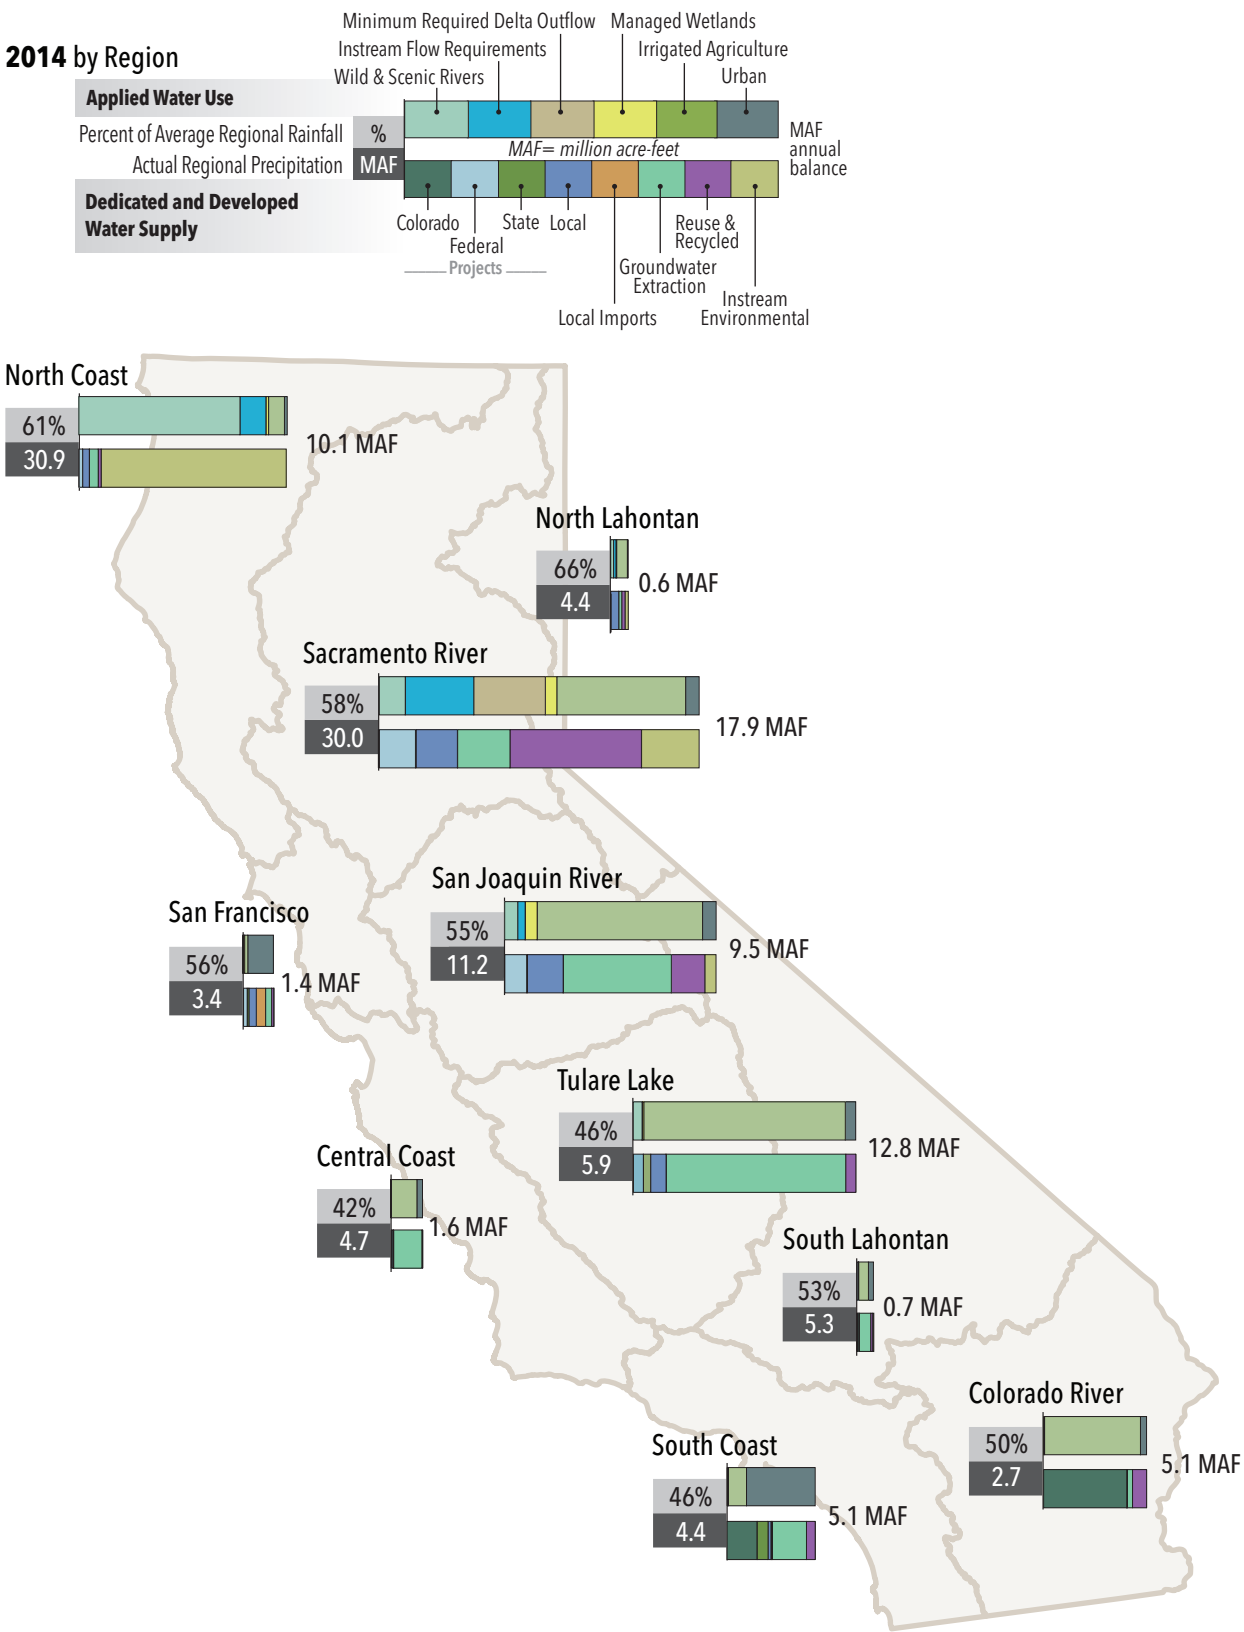 2014 by Region
Minimum Required Delta Outflow
Managed Wetlands
Instream Flow Requirements
Irrigated Agriculture
Wild & Scenic Rivers
Urban
Applied Water Use
Percent of Average Regional Rainfall
%
Actual Regional Precipitation
MAF
MAF= million acre-feet
MAF
annual
balance
Dedicated and Developed
Water Supply
Colorado
Federal
State
Local
Projects
Reuse &
Recycled
Groundwater
Extraction
Instream
Environmental
Local Imports
North Coast
61%
30.9
10.1 MAF
North Lahontan
66%
4.4
0.6 MAF
Sacramento River
58%
30.0
17.9 MAF
San Joaquin River
55%
11.2
9.5 MAF
San Francisco
56%
3.4
1.4 MAF
Tulare Lake
46%
5.9
12.8 MAF
Central Coast
42%
4.7
1.6 MAF
South Lahontan
53%
5.3
0.7 MAF
Colorado River
50%
2.7
5.1 MAF
South Coast
46%
4.4
5.1 MAF